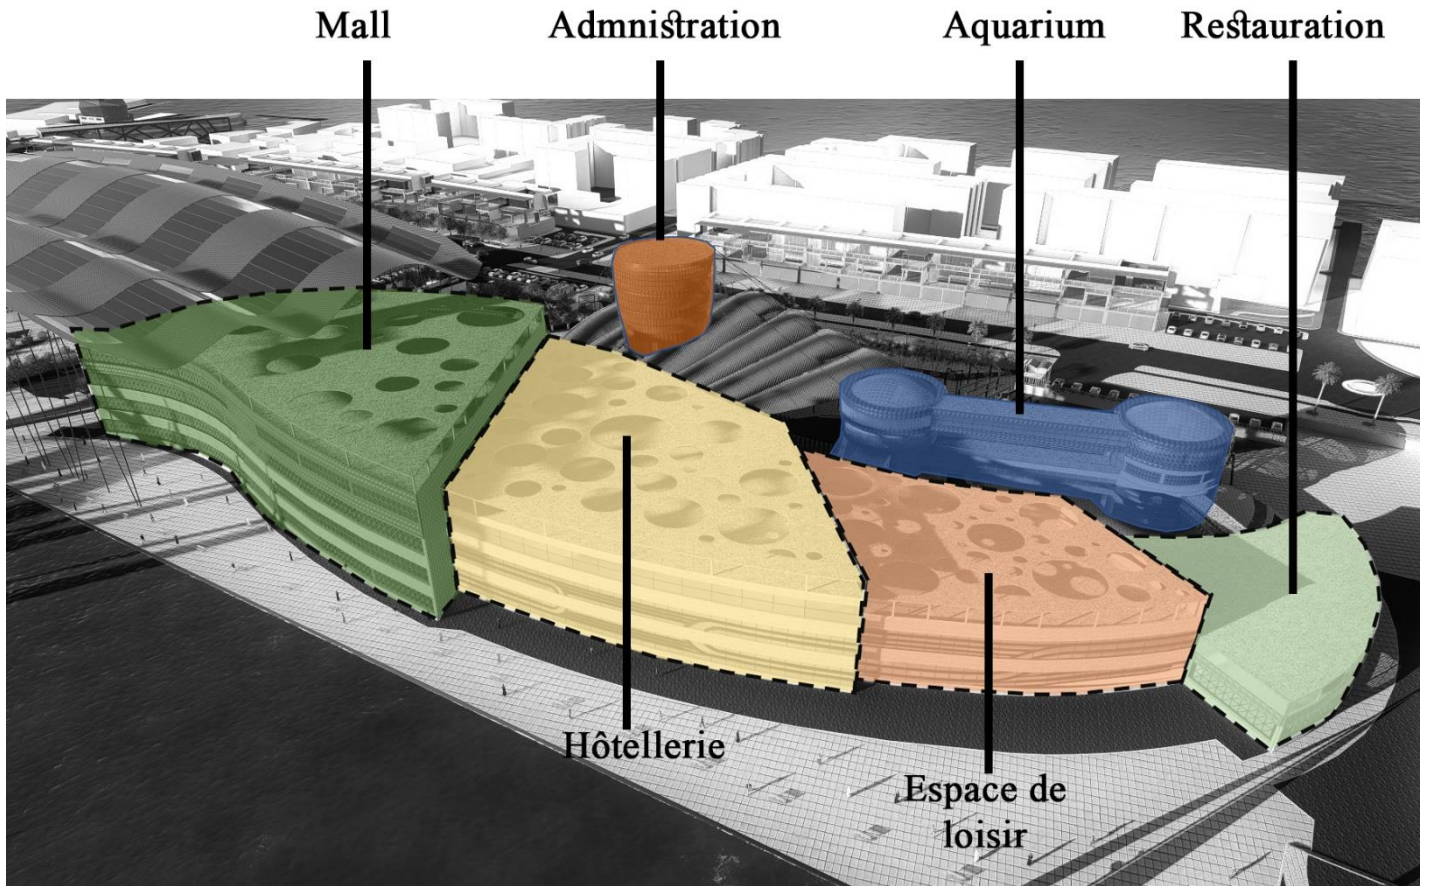 Mall
Admnistration
Aquarium
Restauration
Hôtellerie
Espace de
loisir